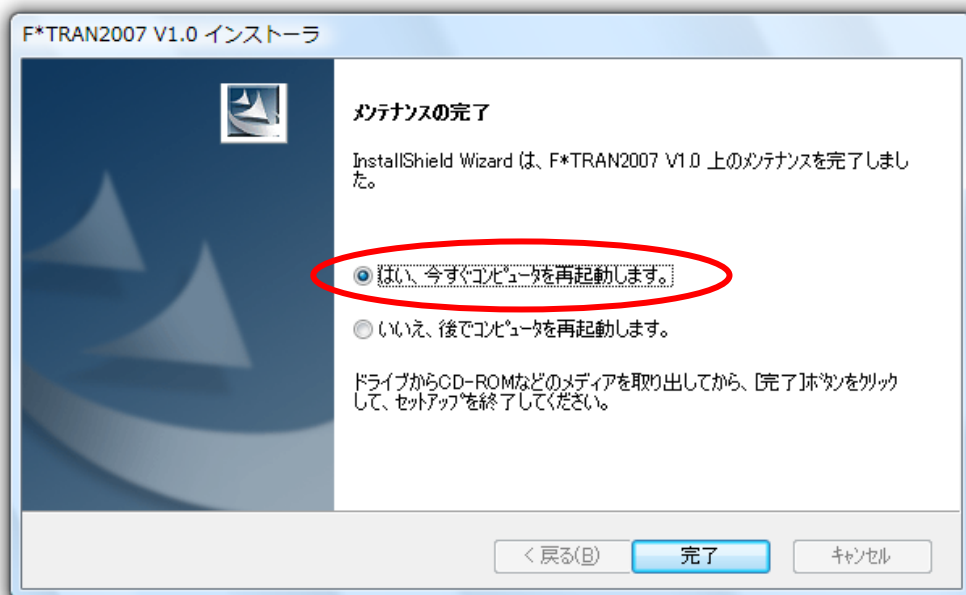 F*TRAN2007 V1.0 インストーラ
メンテナンスの完了
InstallShield Wizard は、F*TRAN2007 V1.0 上のメンテナンスを完了しまし
た。
はい、今すぐコンピュータを再起動します。
いいえ、後でコンピュータを再起動します。
ドライブからCD-ROMなどのメディアを取り出してから、[完了]ボタンをクリック
して、セットアップを終了してください。
< 戻る(B)
完了
キャンセル